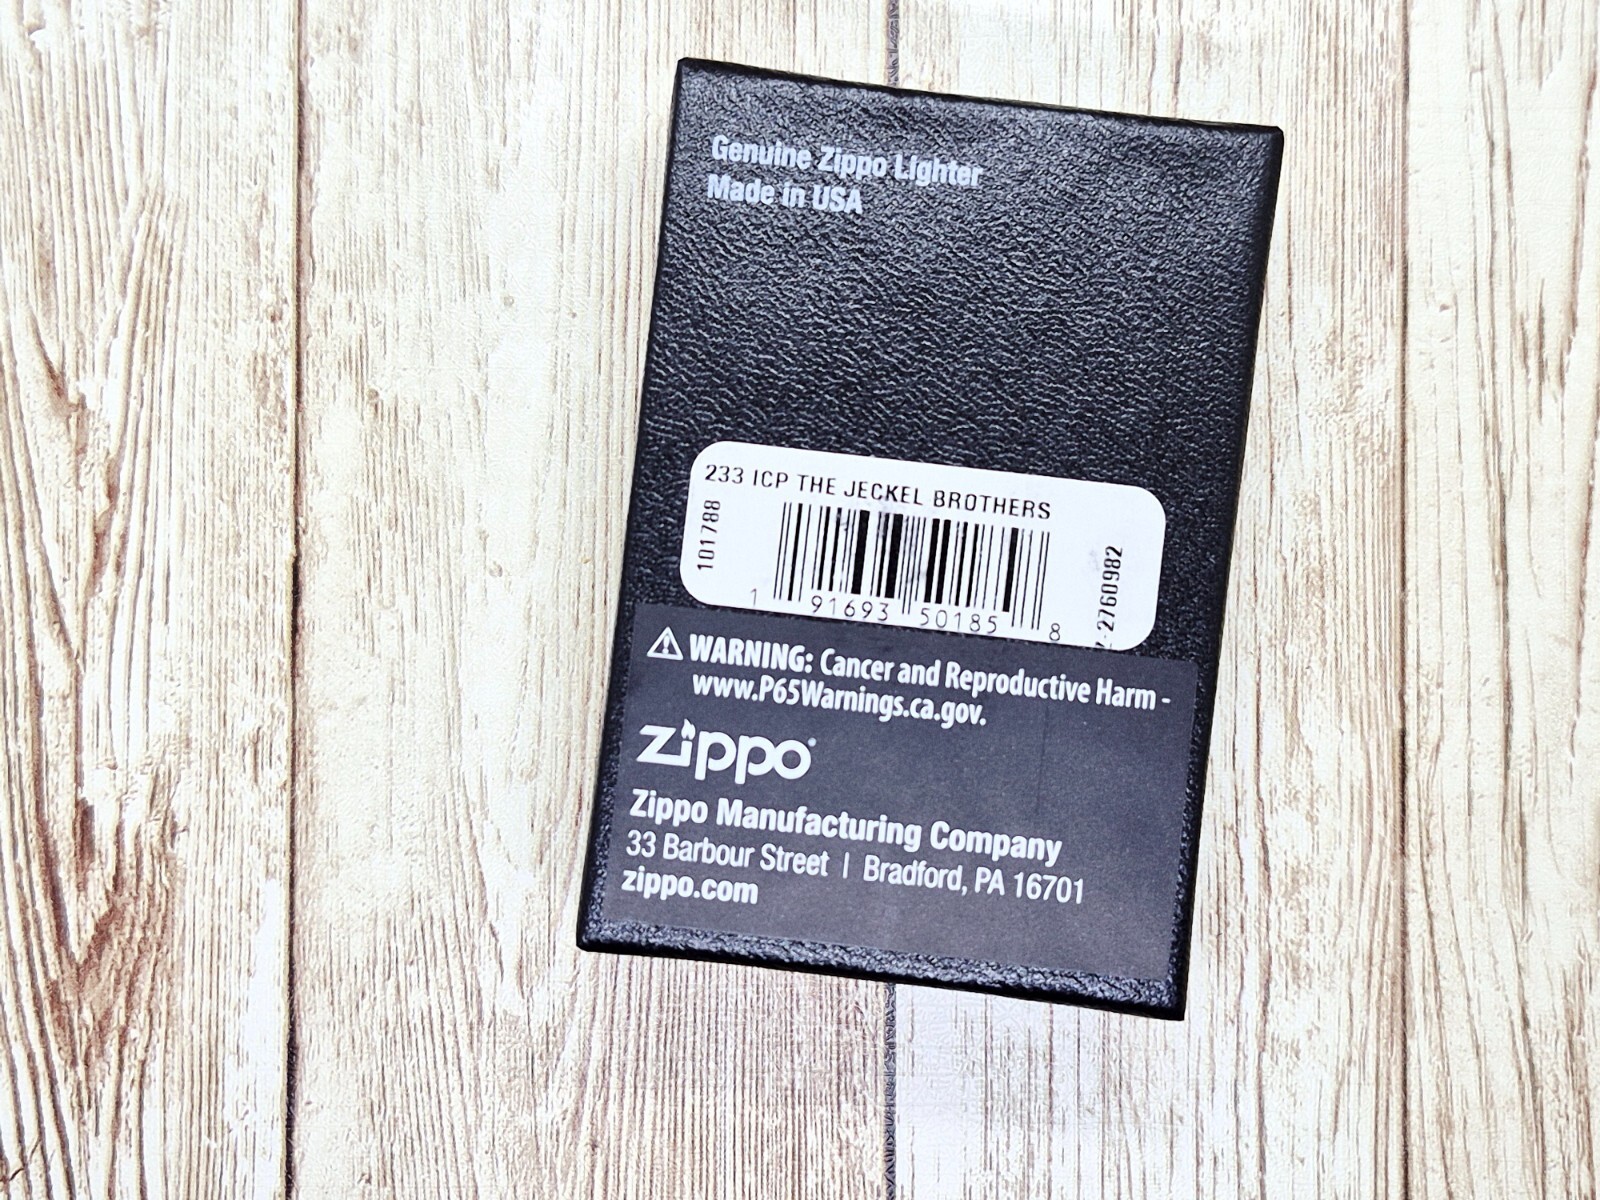 Genuine Zippo Lighter
Made in USA
233 ICP THE JECKEL BROTHERS
101788
1 91693 50185 8
2760982
WARNING: Cancer and Reproductive Harm -
www.P65Warnings.ca.gov.
zippo®
Zippo Manufacturing Company
33 Barbour Street | Bradford, PA 16701
zippo.com